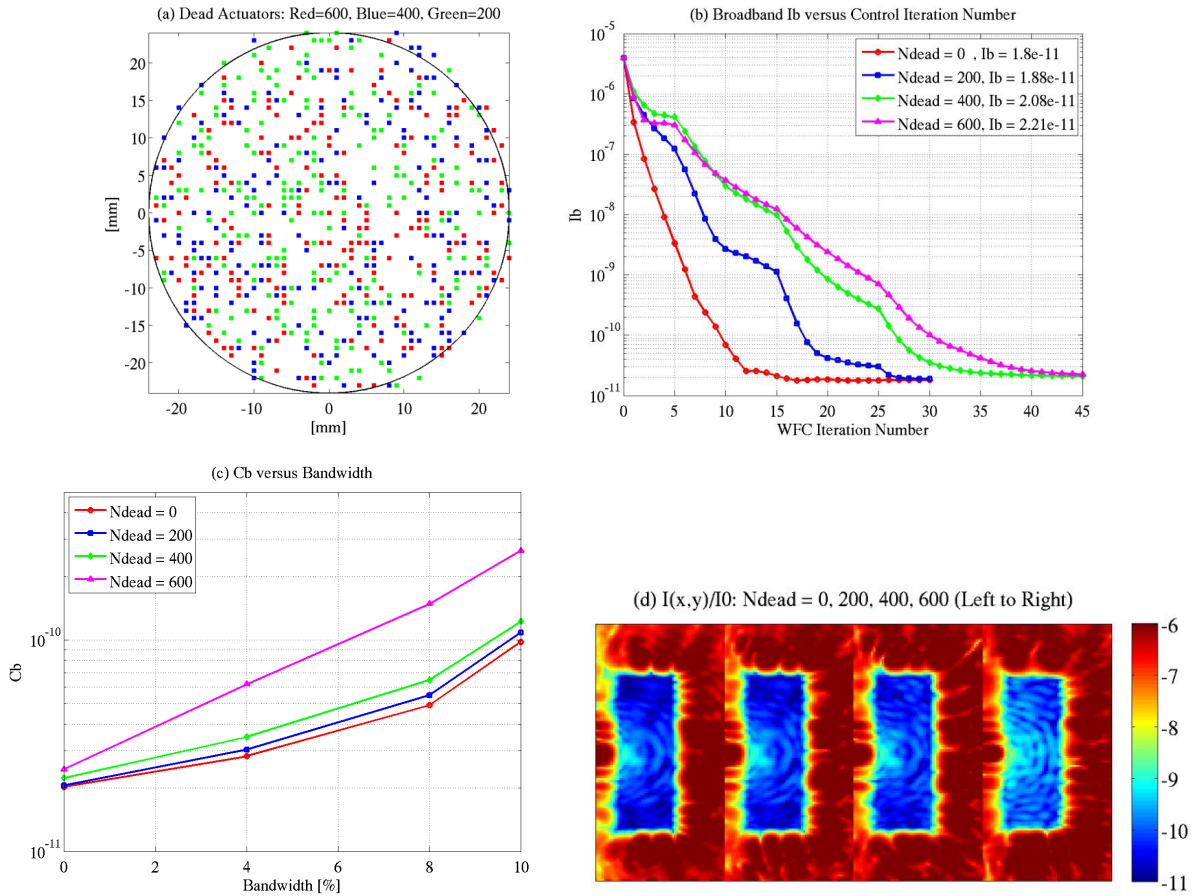 (a) Dead Actuators: Red=600, Blue=400, Green=200
[mm]
20
15
10
5
0
-5
-10
-15
-20
-20
-10
0
10
20
[mm]
(b) Broadband Ib versus Control Iteration Number
Ib
10-5
10-6
10-7
10-8
10-9
10-10
10-11
Ndead = 0 , Ib = 1.8e-11
Ndead = 200, Ib = 1.88e-11
Ndead = 400, Ib = 2.08e-11
Ndead = 600, Ib = 2.21e-11
0
5
10
15
20
25
30
35
40
45
WFC Iteration Number
(c) Cb versus Bandwidth
Cb
10-10
10-11
Ndead = 0
Ndead = 200
Ndead = 400
Ndead = 600
0
2
4
6
8
10
Bandwidth [%]
(d) I(x,y)/I0: Ndead = 0, 200, 400, 600 (Left to Right)
-6
-7
-8
-9
-10
-11